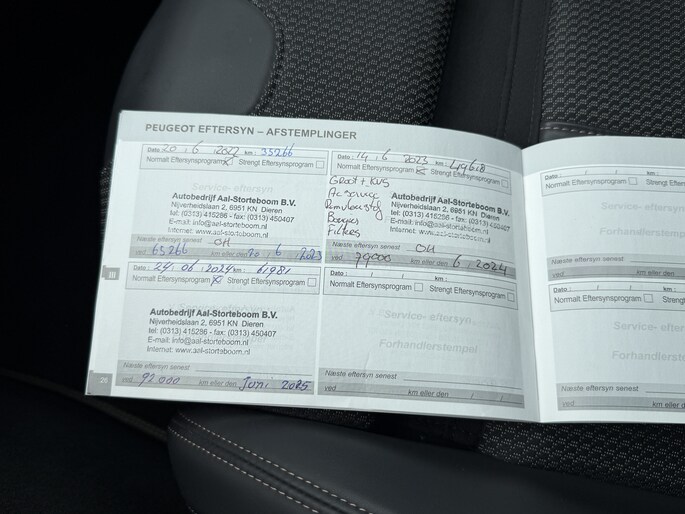 PEUGEOT EFTERSYN – AFSTEMPLINGER
Dato: 20 / 6 / 2022 km: 35266
Normalt Eftersynsprogram Strengt Eftersynsprogram
Service- eftersyn
Autobedrijf Aal-Storteboom B.V.
Nijverheidslaan 2, 6951 KN Dieren
tel: (0313) 415286 - fax: (0313) 450407
E-mail: info@aal-storteboom.nl
Internet: www.aal-storteboom.nl
Næste eftersyn senest OH
ved 65266 km eller den 20 / 6 / 2023
Dato: 14 / 6 / 2023 km: 49618
Normalt Eftersynsprogram Strengt Eftersynsprogram
Groot + KWS
Remvloeistof
Bougies
Filters
Autobedrijf Aal-Storteboom B.V.
Nijverheidslaan 2, 6951 KN Dieren
tel: (0313) 415286 - fax: (0313) 450407
E-mail: info@aal-storteboom.nl
Internet: www.aal-storteboom.nl
Næste eftersyn senest OH
ved 79000 km eller den 6 / 2024
III
Dato: 24 / 06 / 2024 km: 61981
Normalt Eftersynsprogram Strengt Eftersynsprogram
Autobedrijf Aal-Storteboom B.V.
Nijverheidslaan 2, 6951 KN Dieren
tel: (0313) 415286 - fax: (0313) 450407
E-mail: info@aal-storteboom.nl
Internet: www.aal-storteboom.nl
Næste eftersyn senest
ved 92000 km eller den Juni 2025
26
Dato: / / km:
Normalt Eftersynsprogram Strengt Eftersynsprogram
Service- eftersyn
Forhandlerstempel
Næste eftersyn senest
ved km eller den / /
Dato: / / km:
Normalt Eftersynsprogram Stren
Service- efter
Forhandlerste
Næste eftersyn senest
ved km eller
Dato: / / km:
Normalt Eftersynsprogram Stren
Service- efter
Forhandlerst
Næste eftersyn senest
ved km eller